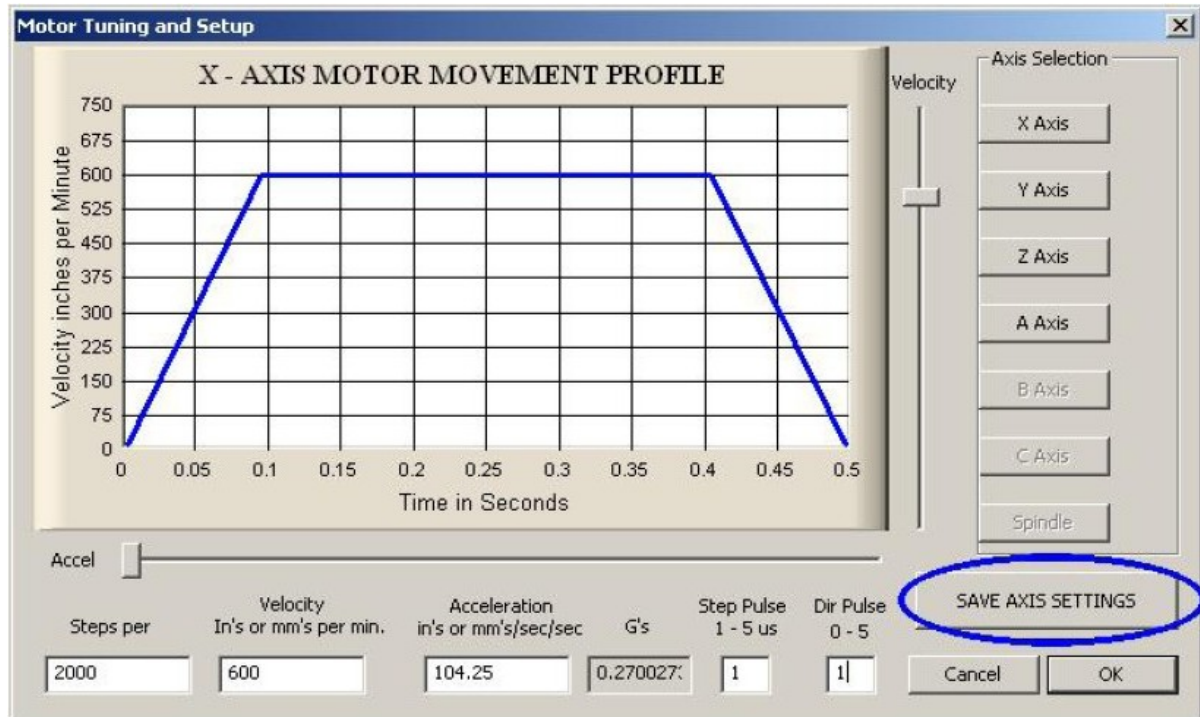 Motor Tuning and Setup
X - AXIS MOTOR MOVEMENT PROFILE
Velocity inches per Minute
750
675
600
525
450
375
300
225
150
75
0
0 0.05 0.1 0.15 0.2 0.25 0.3 0.35 0.4 0.45 0.5
Time in Seconds
Velocity
Axis Selection
X Axis
Y Axis
Z Axis
A Axis
B Axis
C Axis
Spindle
Accel
SAVE AXIS SETTINGS
Steps per
2000
Velocity
In's or mm's per min.
600
Acceleration
in's or mm's/sec/sec
104.25
G's
0.270027
Step Pulse
1 - 5 us
1
Dir Pulse
0 - 5
1
Cancel
OK